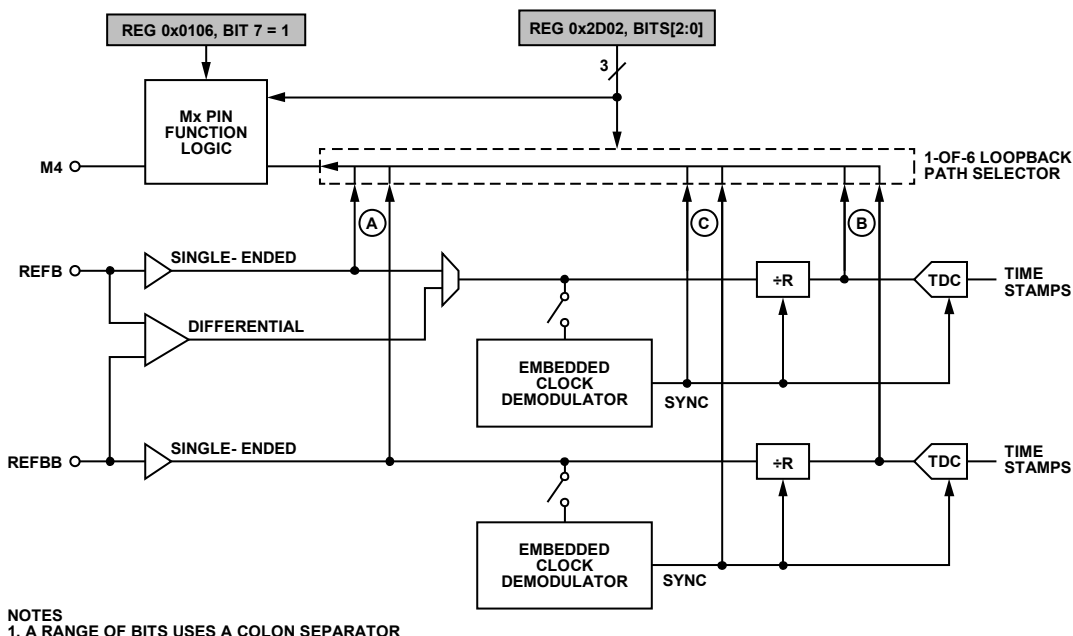 REG 0x0106, BIT 7 = 1
REG 0x2D02, BITS[2:0]
3
Mx PIN
FUNCTION
LOGIC
M4
1-OF-6 LOOPBACK
PATH SELECTOR
A
C
B
REFB
SINGLE- ENDED
÷R
TDC
TIME
STAMPS
DIFFERENTIAL
EMBEDDED
CLOCK
DEMODULATOR
SYNC
REFBB
SINGLE- ENDED
÷R
TDC
TIME
STAMPS
EMBEDDED
CLOCK
DEMODULATOR
SYNC
NOTES
1. A RANGE OF BITS USES A COLON SEPARATOR